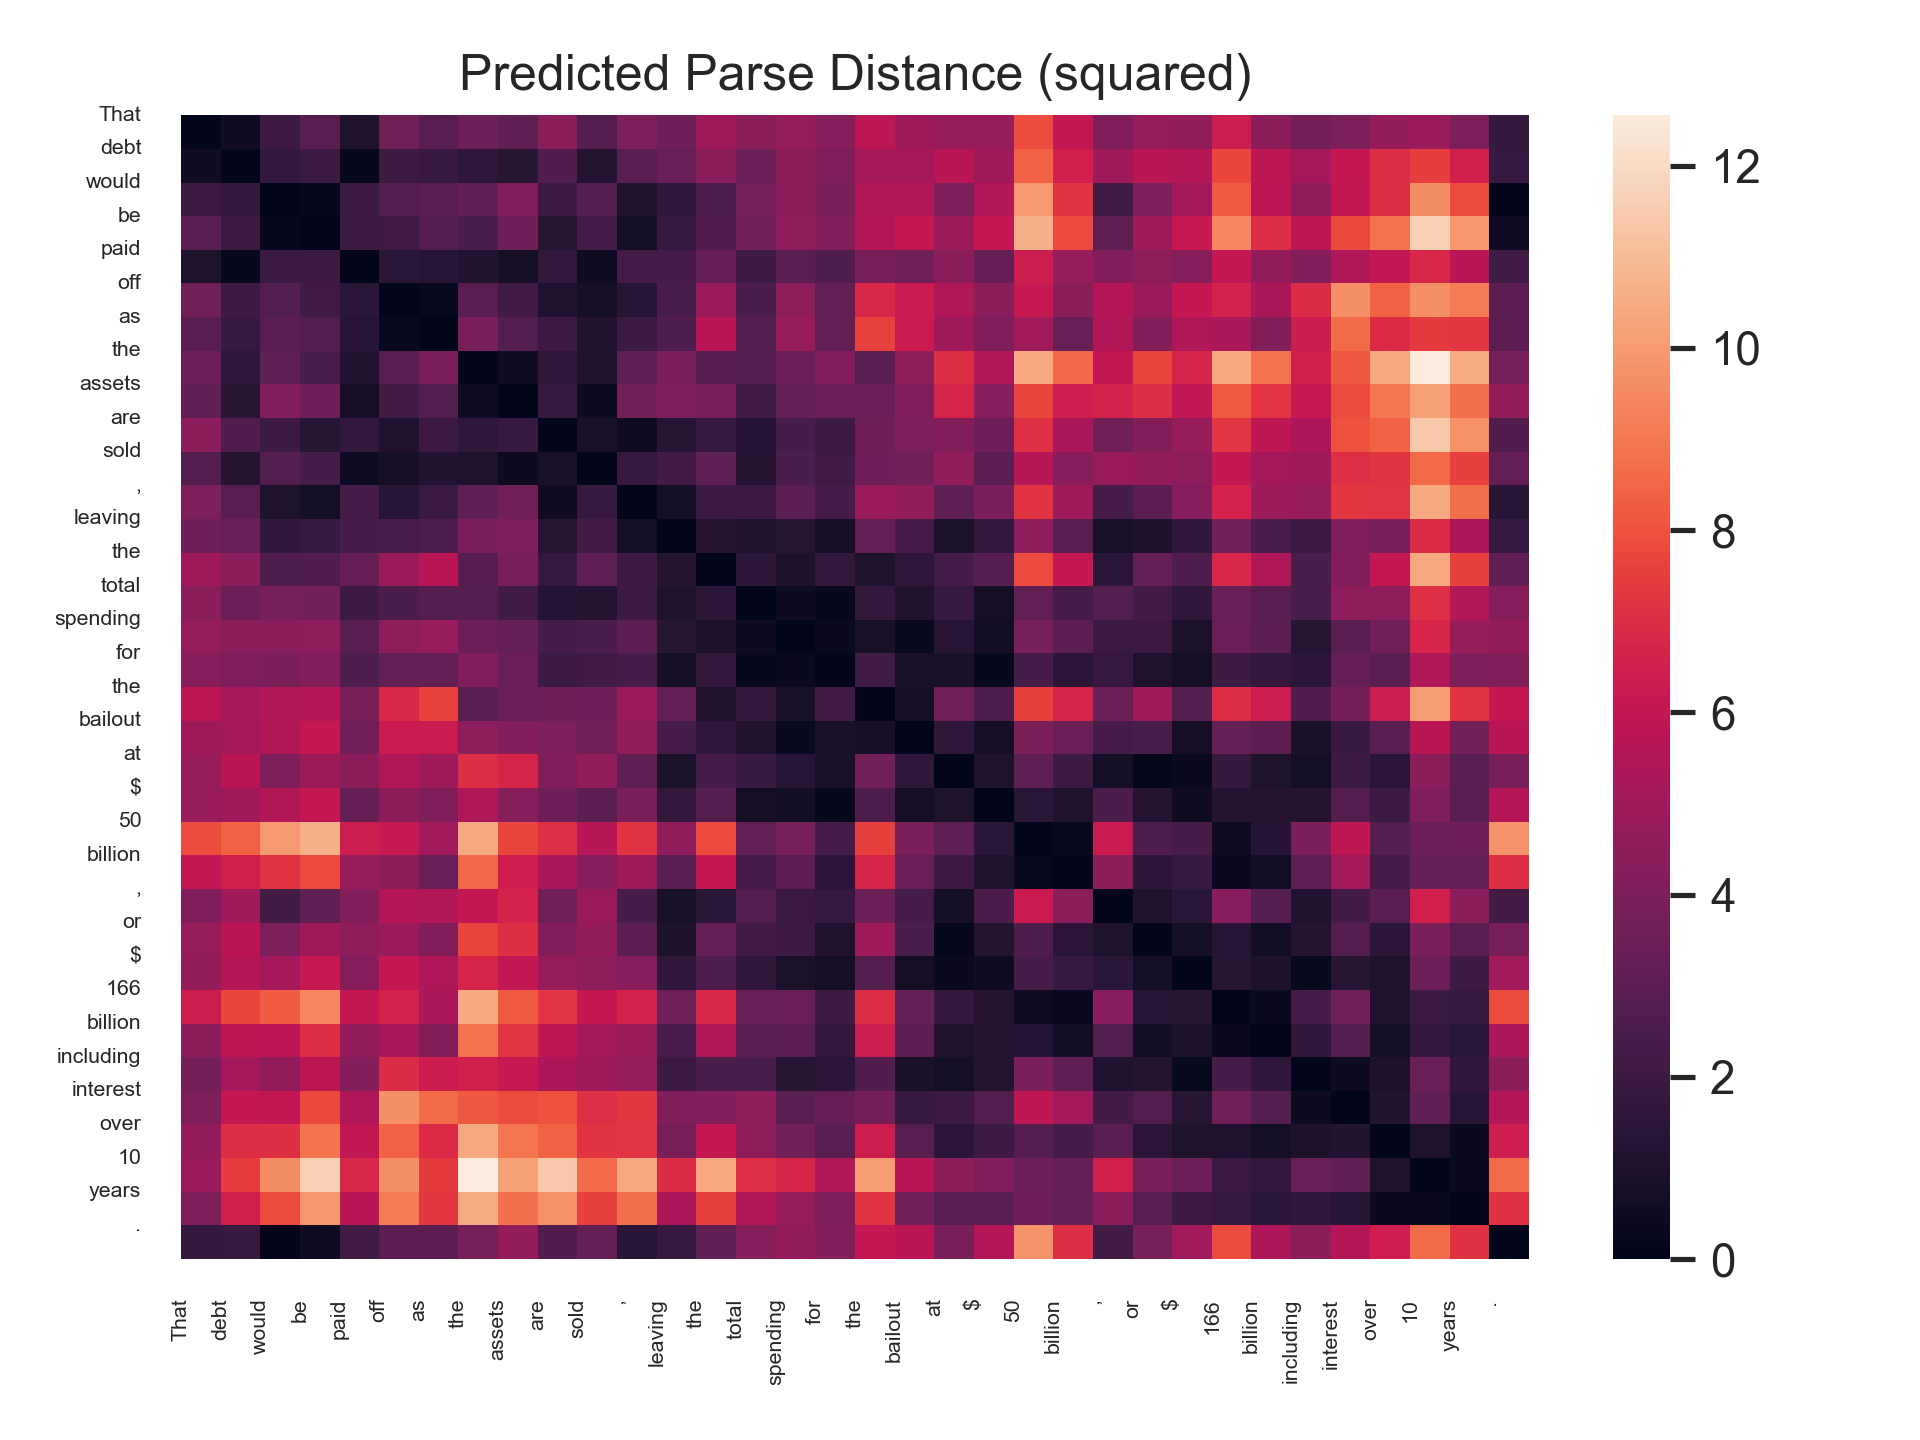 Predicted Parse Distance (squared)
That
debt
would
be
paid
off
as
the
assets
are
sold
,
leaving
the
total
spending
for
the
bailout
at
$
50
billion
,
or
$
166
billion
including
interest
over
10
years
.
12
10
8
6
4
2
0
That debt would be paid off as the assets are sold , leaving the total spending for the bailout at $ 50 billion , or $ 166 billion including interest over 10 years .